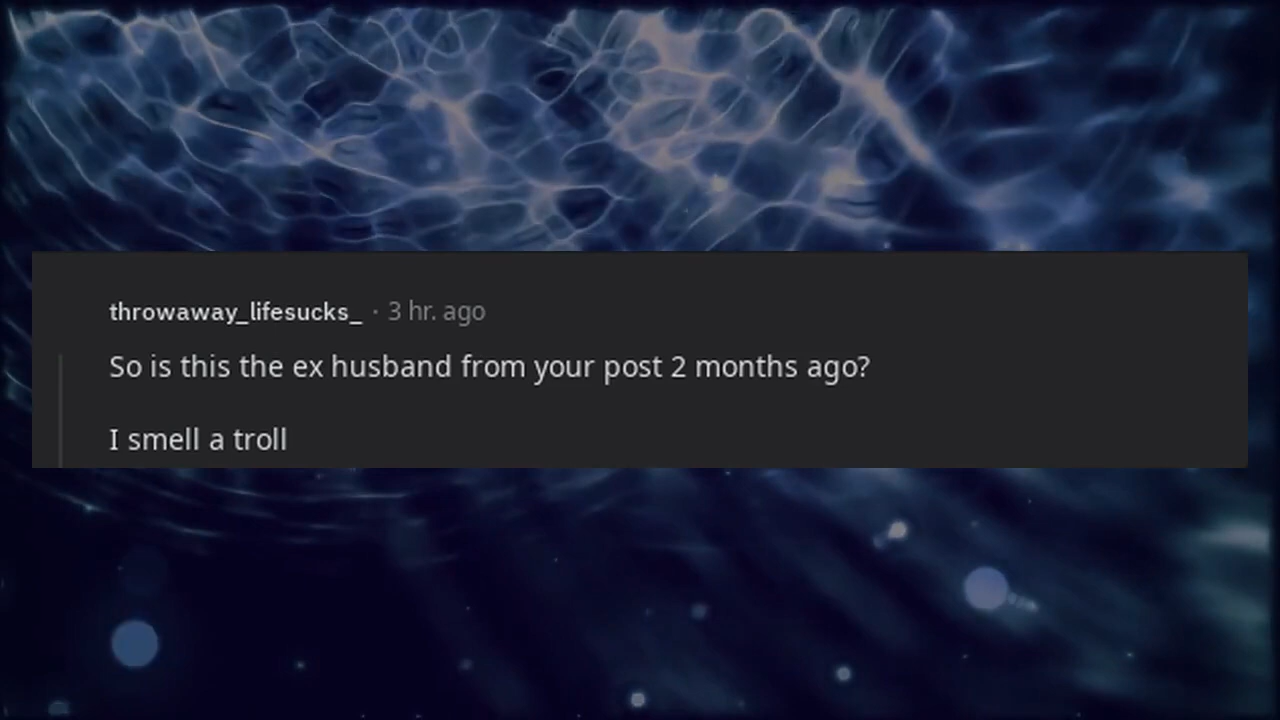 throwaway_lifesucks_ · 3 hr. ago
So is this the ex husband from your post 2 months ago?
I smell a troll